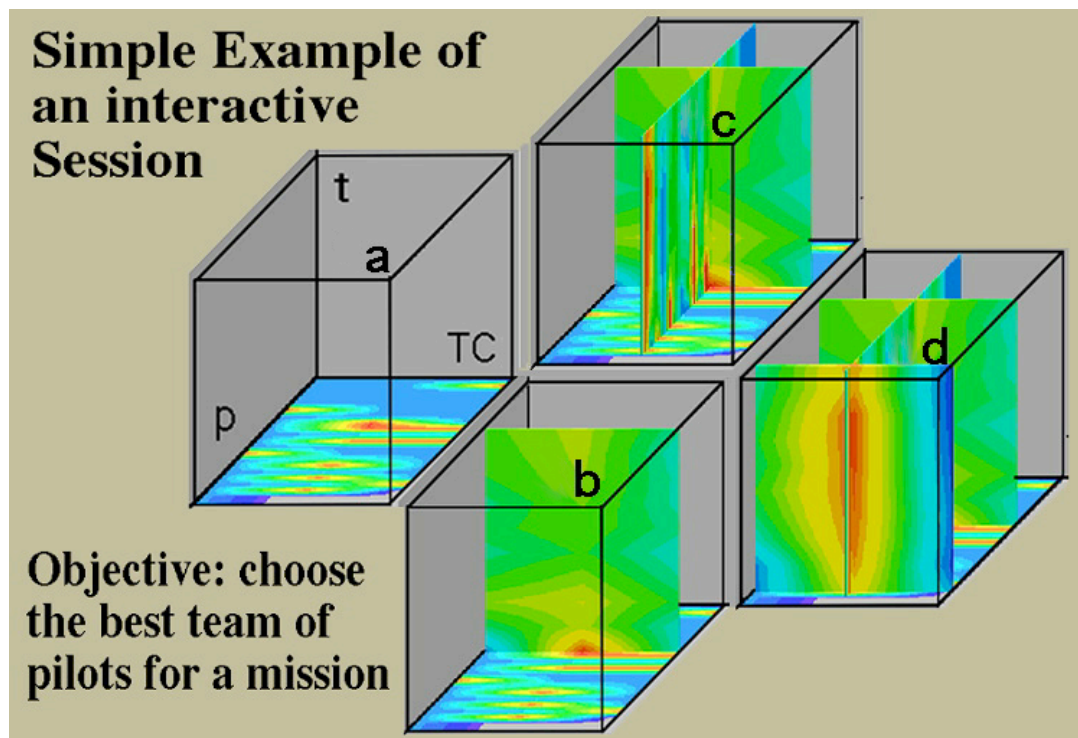 Simple Example of
an interactive
Session
t
a
TC
p
c
b
d
Objective: choose
the best team of
pilots for a mission